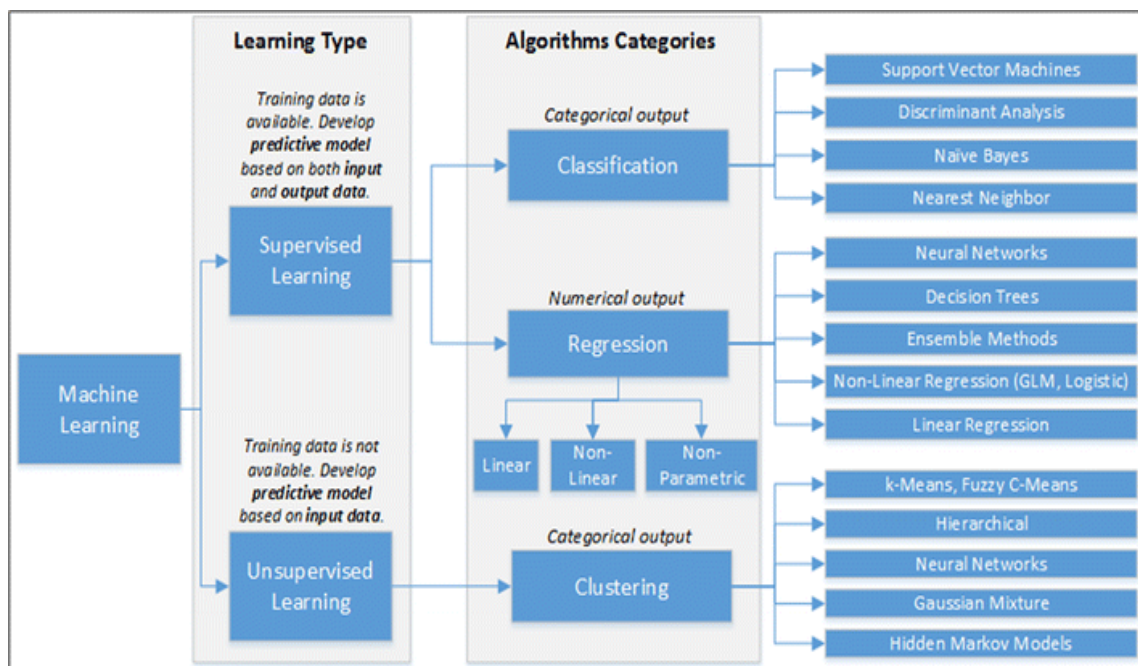 Learning Type
Algorithms Categories
Training data is
available. Develop
predictive model
based on both input
and output data.
Supervised
Learning
Machine
Learning
Training data is not
available. Develop
predictive model
based on input data.
Unsupervised
Learning
Categorical output
Classification
Numerical output
Regression
Linear
Non-
Linear
Non-
Parametric
Categorical output
Clustering
Support Vector Machines
Discriminant Analysis
Naïve Bayes
Nearest Neighbor
Neural Networks
Decision Trees
Ensemble Methods
Non-Linear Regression (GLM, Logistic)
Linear Regression
k-Means, Fuzzy C-Means
Hierarchical
Neural Networks
Gaussian Mixture
Hidden Markov Models